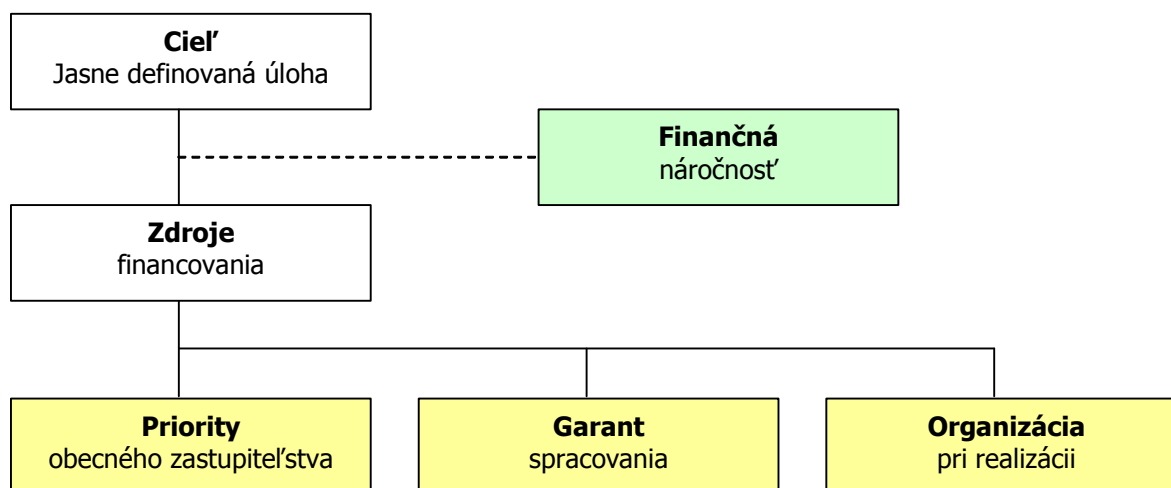 Cieľ
Jasne definovaná úloha
Finančná
náročnosť
Zdroje
financovania
Priority
obecného zastupiteľstva
Garant
spracovania
Organizácia
pri realizácii